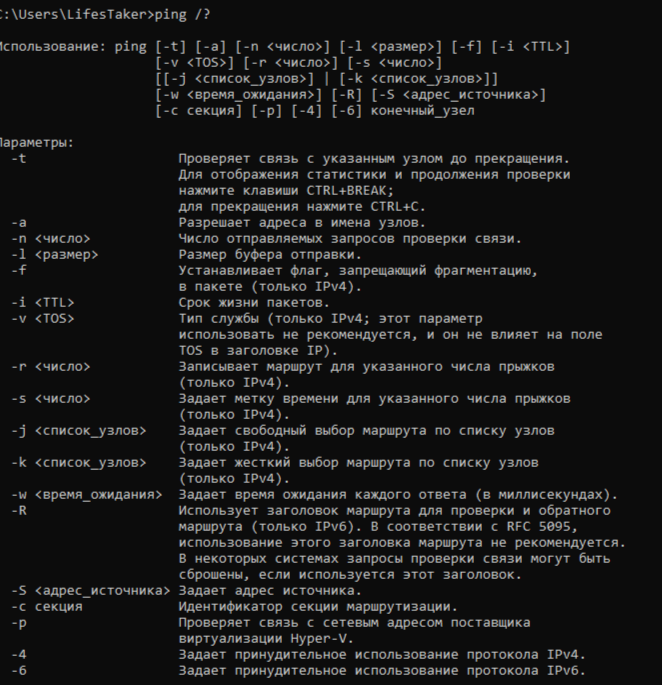 C:\Users\LifesTaker>ping /?
Использование: ping [-t] [-a] [-n <число>] [-l <размер>] [-f] [-i <TTL>]
[-v <TOS>] [-r <число>] [-s <число>]
[[-j <список_узлов>] | [-k <список_узлов>]]
[-w <время_ожидания>] [-R] [-S <адрес_источника>]
[-c секция] [-p] [-4] [-6] конечный_узел
Параметры:
-t Проверяет связь с указанным узлом до прекращения.
Для отображения статистики и продолжения проверки
нажмите клавиши CTRL+BREAK;
для прекращения нажмите CTRL+C.
-a Разрешает адреса в имена узлов.
-n <число> Число отправляемых запросов проверки связи.
-l <размер> Размер буфера отправки.
-f Устанавливает флаг, запрещающий фрагментацию,
в пакете (только IPv4).
-i <TTL> Срок жизни пакетов.
-v <TOS> Тип службы (только IPv4; этот параметр
использовать не рекомендуется, и он не влияет на поле
TOS в заголовке IP).
-r <число> Записывает маршрут для указанного числа прыжков
(только IPv4).
-s <число> Задает метку времени для указанного числа прыжков
(только IPv4).
-j <список_узлов> Задает свободный выбор маршрута по списку узлов
(только IPv4).
-k <список_узлов> Задает жесткий выбор маршрута по списку узлов
(только IPv4).
-w <время_ожидания> Задает время ожидания каждого ответа (в миллисекундах).
-R Использует заголовок маршрута для проверки и обратного
маршрута (только IPv6). В соответствии с RFC 5095,
использование этого заголовка маршрута не рекомендуется.
В некоторых системах запросы проверки связи могут быть
сброшены, если используется этот заголовок.
-S <адрес_источника> Задает адрес источника.
-c секция Идентификатор секции маршрутизации.
-p Проверяет связь с сетевым адресом поставщика
виртуализации Hyper-V.
-4 Задает принудительное использование протокола IPv4.
-6 Задает принудительное использование протокола IPv6.